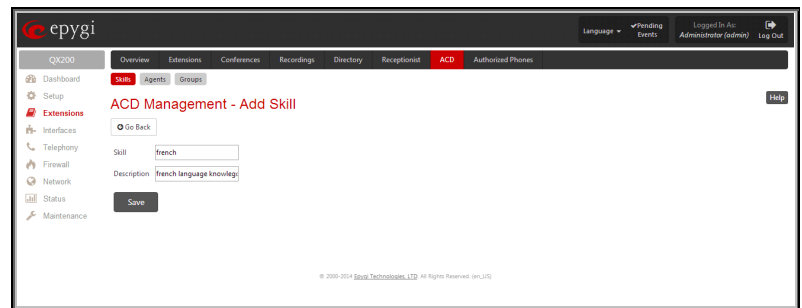 epygi
Language
Pending Events
Logged In As:
Administrator (admin)
Log Out
QX200
Overview Extensions Conferences Recordings Directory Receptionist ACD Authorized Phones
Dashboard
Setup
Extensions
Interfaces
Telephony
Firewall
Network
Status
Maintenance
Skills Agents Groups
Help
ACD Management - Add Skill
Go Back
Skill french
Description french language knowlegc
Save
© 2000-2014 Epygi Technologies, LTD. All Rights Reserved. (en_US)